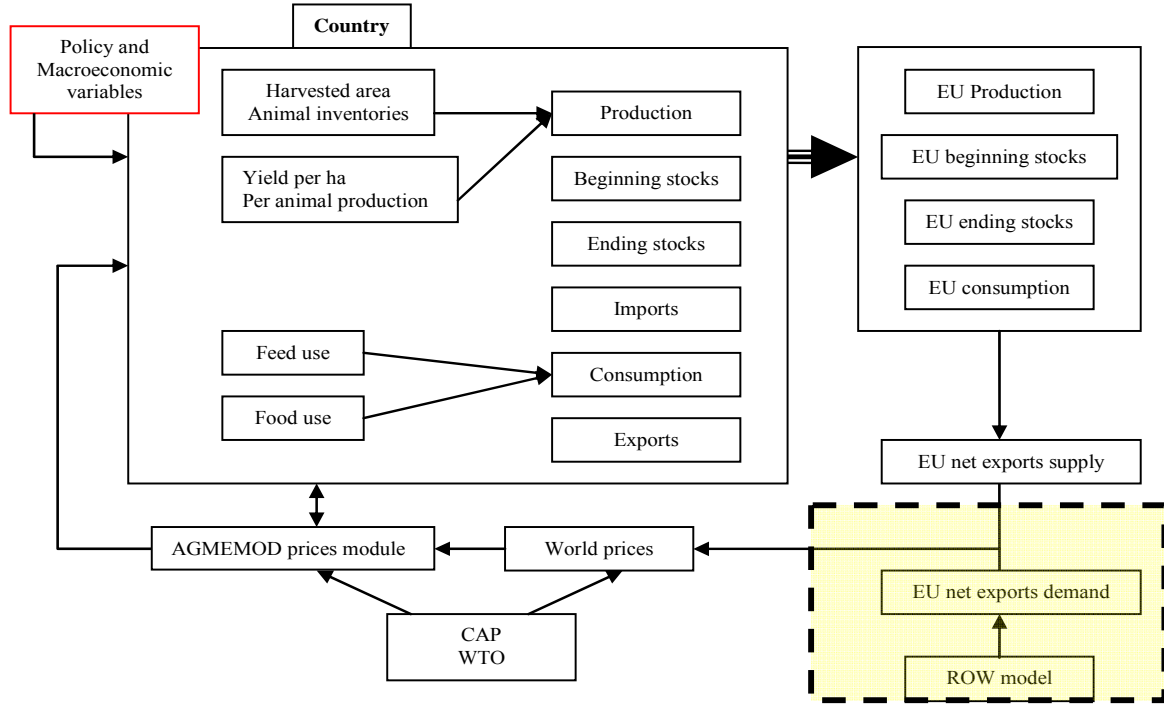 Country
Policy and
Macroeconomic
variables
Harvested area
Animal inventories
Yield per ha
Per animal production
Feed use
Food use
Production
Beginning stocks
Ending stocks
Imports
Consumption
Exports
EU Production
EU beginning stocks
EU ending stocks
EU consumption
EU net exports supply
AGMEMOD prices module
World prices
EU net exports demand
CAP
WTO
ROW model